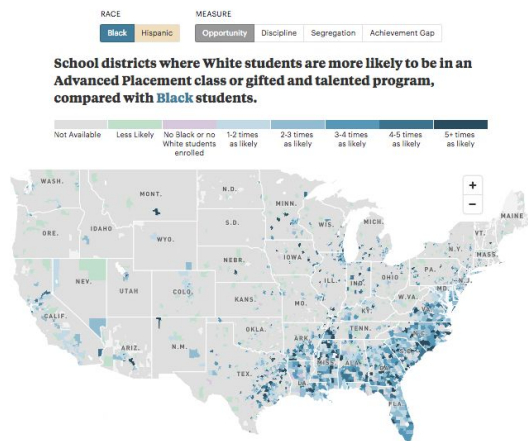 RACE MEASURE
Black Hispanic Opportunity Discipline Segregation Achievement Gap
School districts where White students are more likely to be in an
Advanced Placement class or gifted and talented program,
compared with Black students.
Not Available Less Likely No Black or no White students enrolled 1-2 times as likely 2-3 times as likely 3-4 times as likely 4-5 times as likely 5+ times as likely
+
−
WASH.
MONT.
N.D.
MINN.
MAINE
ORE.
IDAHO
S.D.
WIS.
MICH.
VT.
WYO.
N.Y.
MASS.
NEBR.
IOWA
PA.
NEV.
UTAH
COLO.
ILL.
IND.
OHIO
N.J.
MD.
CALIF.
KANS.
MO.
KY.
W.VA.
VA.
ARIZ.
N.M.
OKLA.
ARK.
TENN.
TEX.
LA.
MISS.
ALA.
FLA.